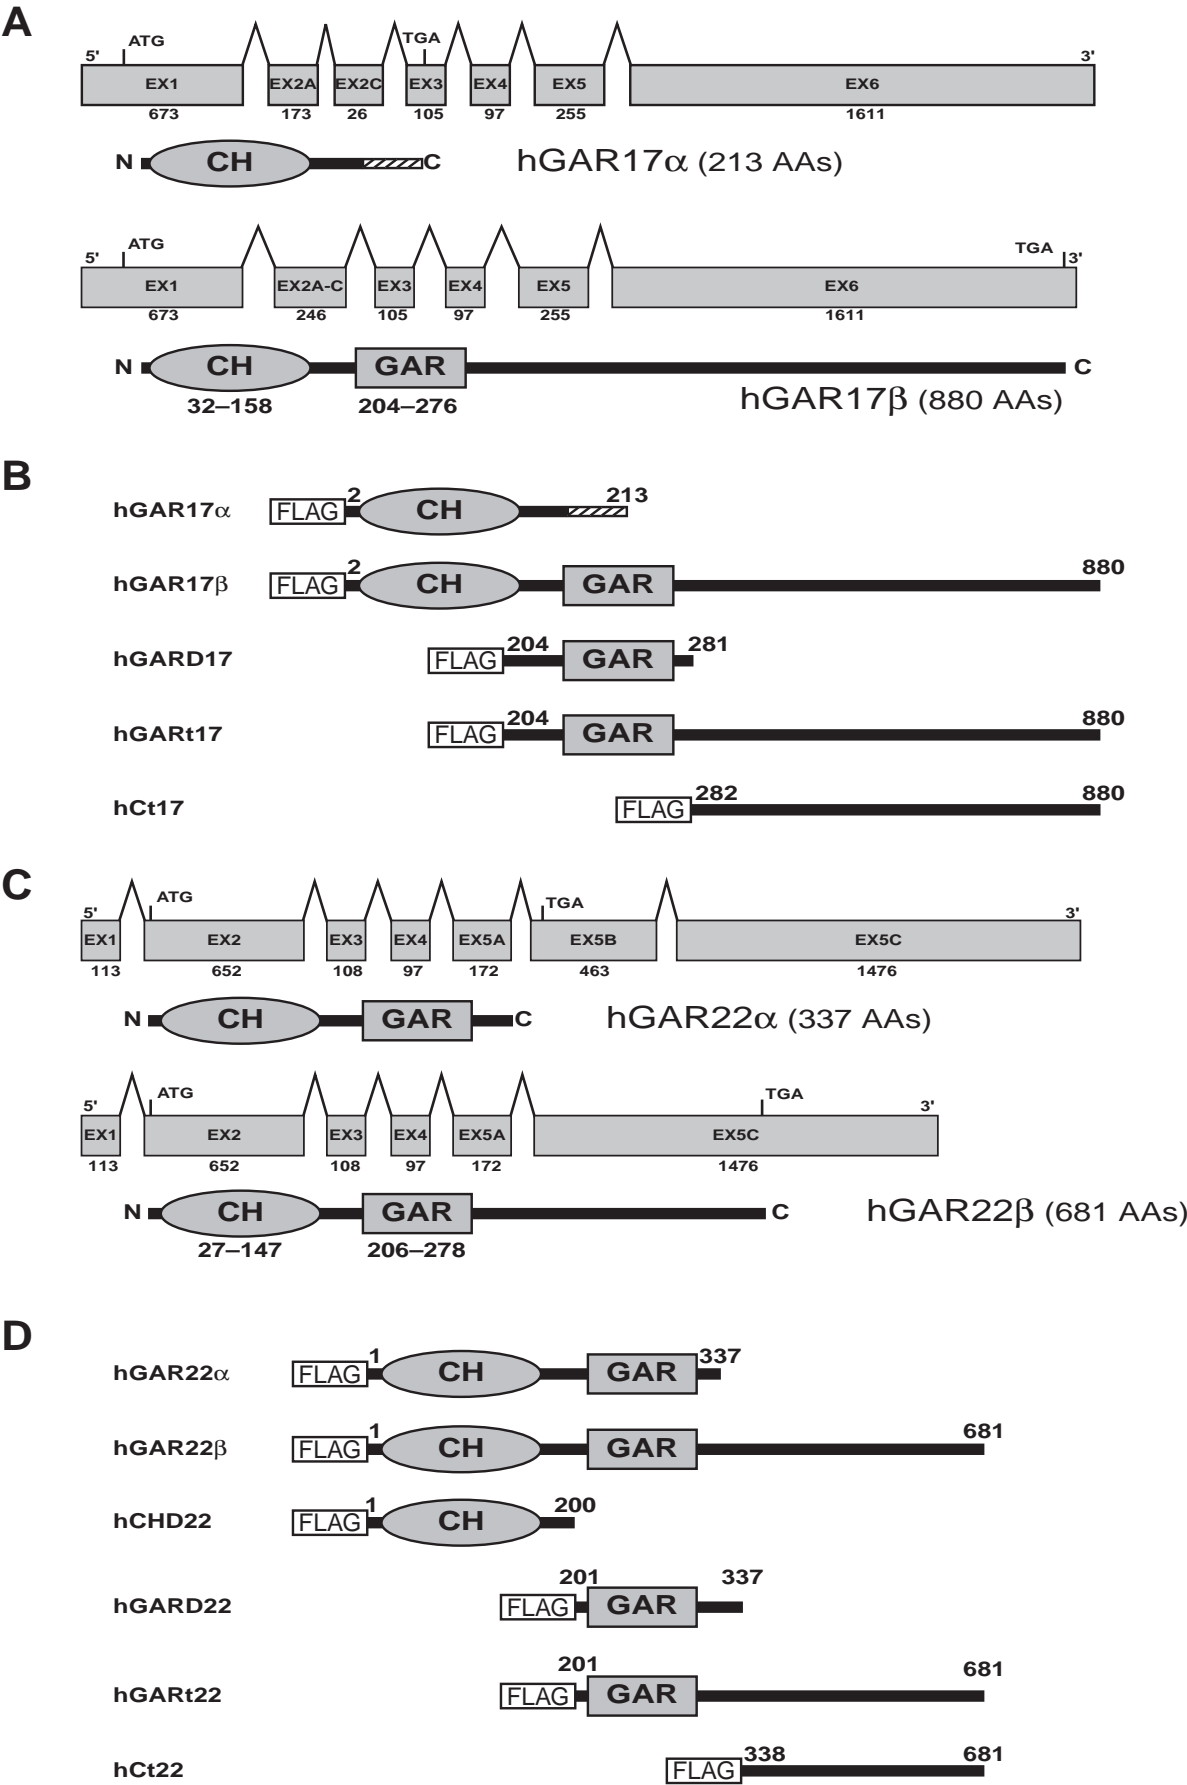 A
5' ATG TGA 3'
EX1 EX2A EX2C EX3 EX4 EX5 EX6
673 173 26 105 97 255 1611
N CH C hGAR17α (213 AAs)
5' ATG TGA 3'
EX1 EX2A-C EX3 EX4 EX5 EX6
673 246 105 97 255 1611
N CH GAR C
32–158 204–276 hGAR17β (880 AAs)
B
hGAR17α FLAG 2 CH 213
hGAR17β FLAG 2 CH GAR 880
hGARD17 FLAG 204 GAR 281
hGARt17 FLAG 204 GAR 880
hCt17 FLAG 282 880
C
5' ATG TGA 3'
EX1 EX2 EX3 EX4 EX5A EX5B EX5C
113 652 108 97 172 463 1476
N CH GAR C hGAR22α (337 AAs)
5' ATG TGA 3'
EX1 EX2 EX3 EX4 EX5A EX5C
113 652 108 97 172 1476
N CH GAR C hGAR22β (681 AAs)
27–147 206–278
D
hGAR22α FLAG 1 CH GAR 337
hGAR22β FLAG 1 CH GAR 681
hCHD22 FLAG 1 CH 200
hGARD22 FLAG 201 GAR 337
hGARt22 FLAG 201 GAR 681
hCt22 FLAG 338 681